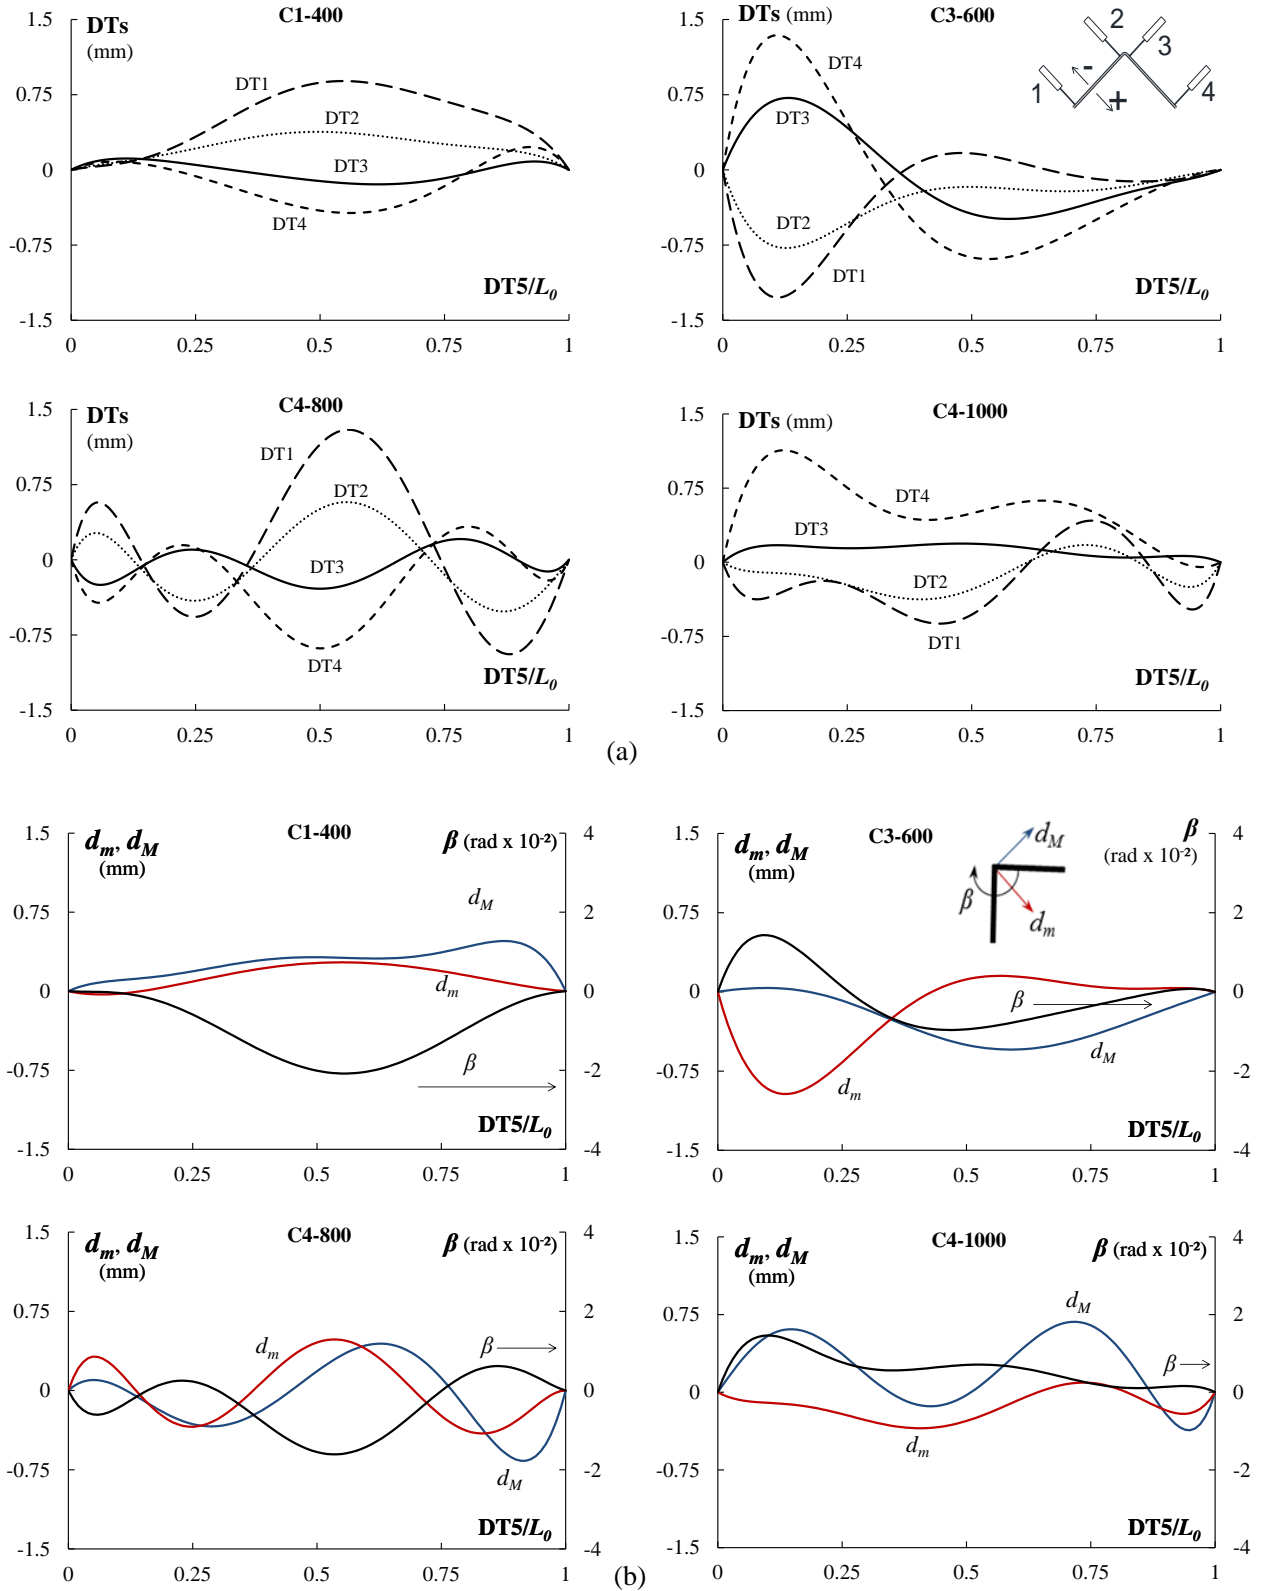 C1-400
DTs
(mm)
1.5
0.75
0
-0.75
-1.5
DT1
DT2
DT3
DT4
DT5/L0
0 0.25 0.5 0.75 1
DTs (mm)
C3-600
1.5
0.75
0
-0.75
-1.5
DT4
DT3
DT2
DT1
1 2 3 4
- +
DT5/L0
0 0.25 0.5 0.75 1
C4-800
DTs
(mm)
1.5
0.75
0
-0.75
-1.5
DT1
DT2
DT3
DT4
DT5/L0
0 0.25 0.5 0.75 1
DTs (mm)
C4-1000
1.5
0.75
0
-0.75
-1.5
DT4
DT3
DT2
DT1
DT5/L0
0 0.25 0.5 0.75 1
(a)
C1-400
dm, dM
(mm)
β (rad x 10-2)
1.5
0.75
0
-0.75
-1.5
4
2
0
-2
-4
dM
dm
β
DT5/L0
0 0.25 0.5 0.75 1
C3-600
dm, dM
(mm)
β
(rad x 10-2)
1.5
0.75
0
-0.75
-1.5
4
2
0
-2
-4
dM
β
dm
β
dM
dm
DT5/L0
0 0.25 0.5 0.75 1
C4-800
dm, dM
(mm)
β (rad x 10-2)
1.5
0.75
0
-0.75
-1.5
4
2
0
-2
-4
dm
β
dM
DT5/L0
0 0.25 0.5 0.75 1
C4-1000
dm, dM
(mm)
β (rad x 10-2)
1.5
0.75
0
-0.75
-1.5
4
2
0
-2
-4
dM
β
dm
DT5/L0
0 0.25 0.5 0.75 1
(b)